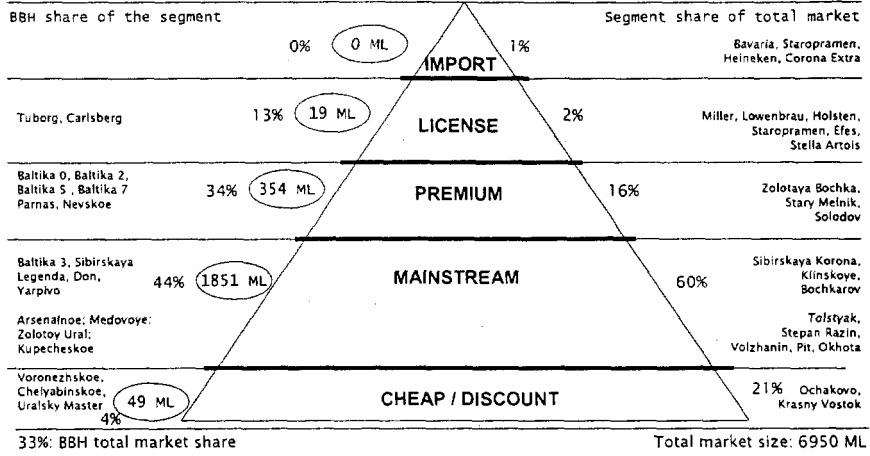 BBH share of the segment
Segment share of total market
0%
0 ML
1%
Bavaria, Staropramen,
Heineken, Corona Extra
IMPORT
Tuborg, Carlsberg
13%
19 ML
LICENSE
2%
Miller, Lowenbrau, Holsten,
Staropramen, Efes,
Stella Artois
Baltika 0, Baltika 2,
Baltika 5 , Baltika 7
Parnas, Nevskoe
34%
354 ML
PREMIUM
16%
Zolotaya Bochka,
Stary Melnik,
Solodov
Baltika 3, Sibirskaya
Legenda, Don,
Yarpivo
44%
1851 ML
MAINSTREAM
60%
Sibirskaya Korona,
Klinskoye,
Bochkarov
Arsenalnoe; Medovoye;
Zolotoy Ural;
Kupecheskoe
Tolstyak,
Stepan Razin,
Volzhanin, Pit, Okhota
Voronezhskoe,
Chelyabinskoe,
Uralsky Master
4%
49 ML
CHEAP / DISCOUNT
21%
Ochakovo,
Krasny Vostok
33%: BBH total market share
Total market size: 6950 ML